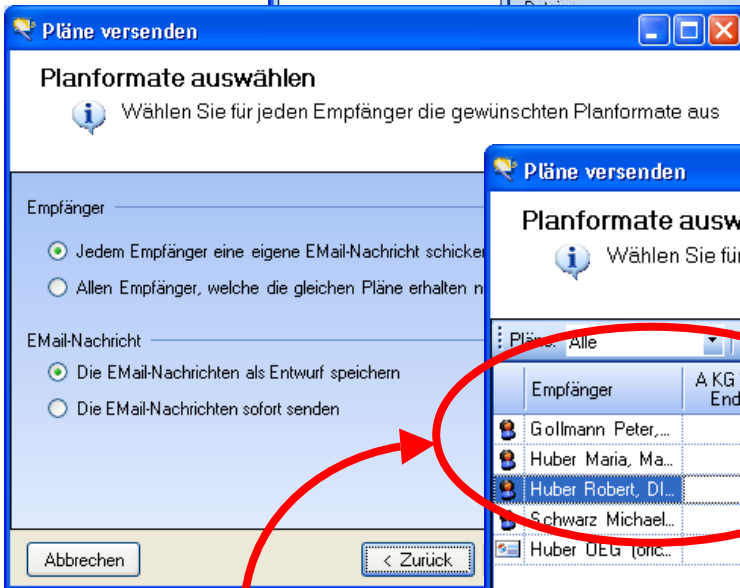 Pläne versenden
Planformate auswählen
Wählen Sie für jeden Empfänger die gewünschten Planformate aus
Empfänger
Jedem Empfänger eine eigene EMail-Nachricht schicken
Allen Empfänger, welche die gleichen Pläne erhalten n
EMail-Nachricht
Die EMail-Nachrichten als Entwurf speichern
Die EMail-Nachrichten sofort senden
Abbrechen
< Zurück
Pläne versenden
Planformate ausw
Wählen Sie für
Pläne: Alle
Empfänger
A KG
End
Gollmann Peter,...
Huber Maria, Ma...
Huber Robert, DI...
Schwarz Michael...
Huber OEG